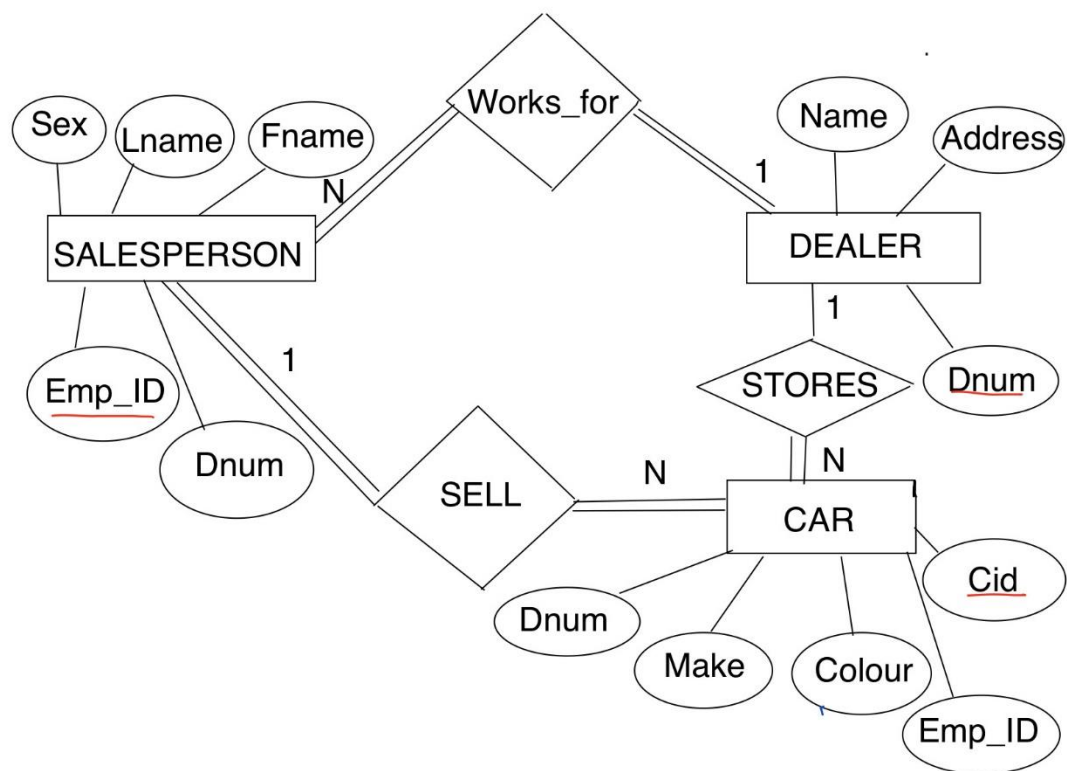 Works_for
Sex
Lname
Fname
Name
Address
N
1
SALESPERSON
DEALER
1
1
Emp_ID
STORES
Dnum
Dnum
SELL
N
N
CAR
Cid
Dnum
Make
Colour
Emp_ID